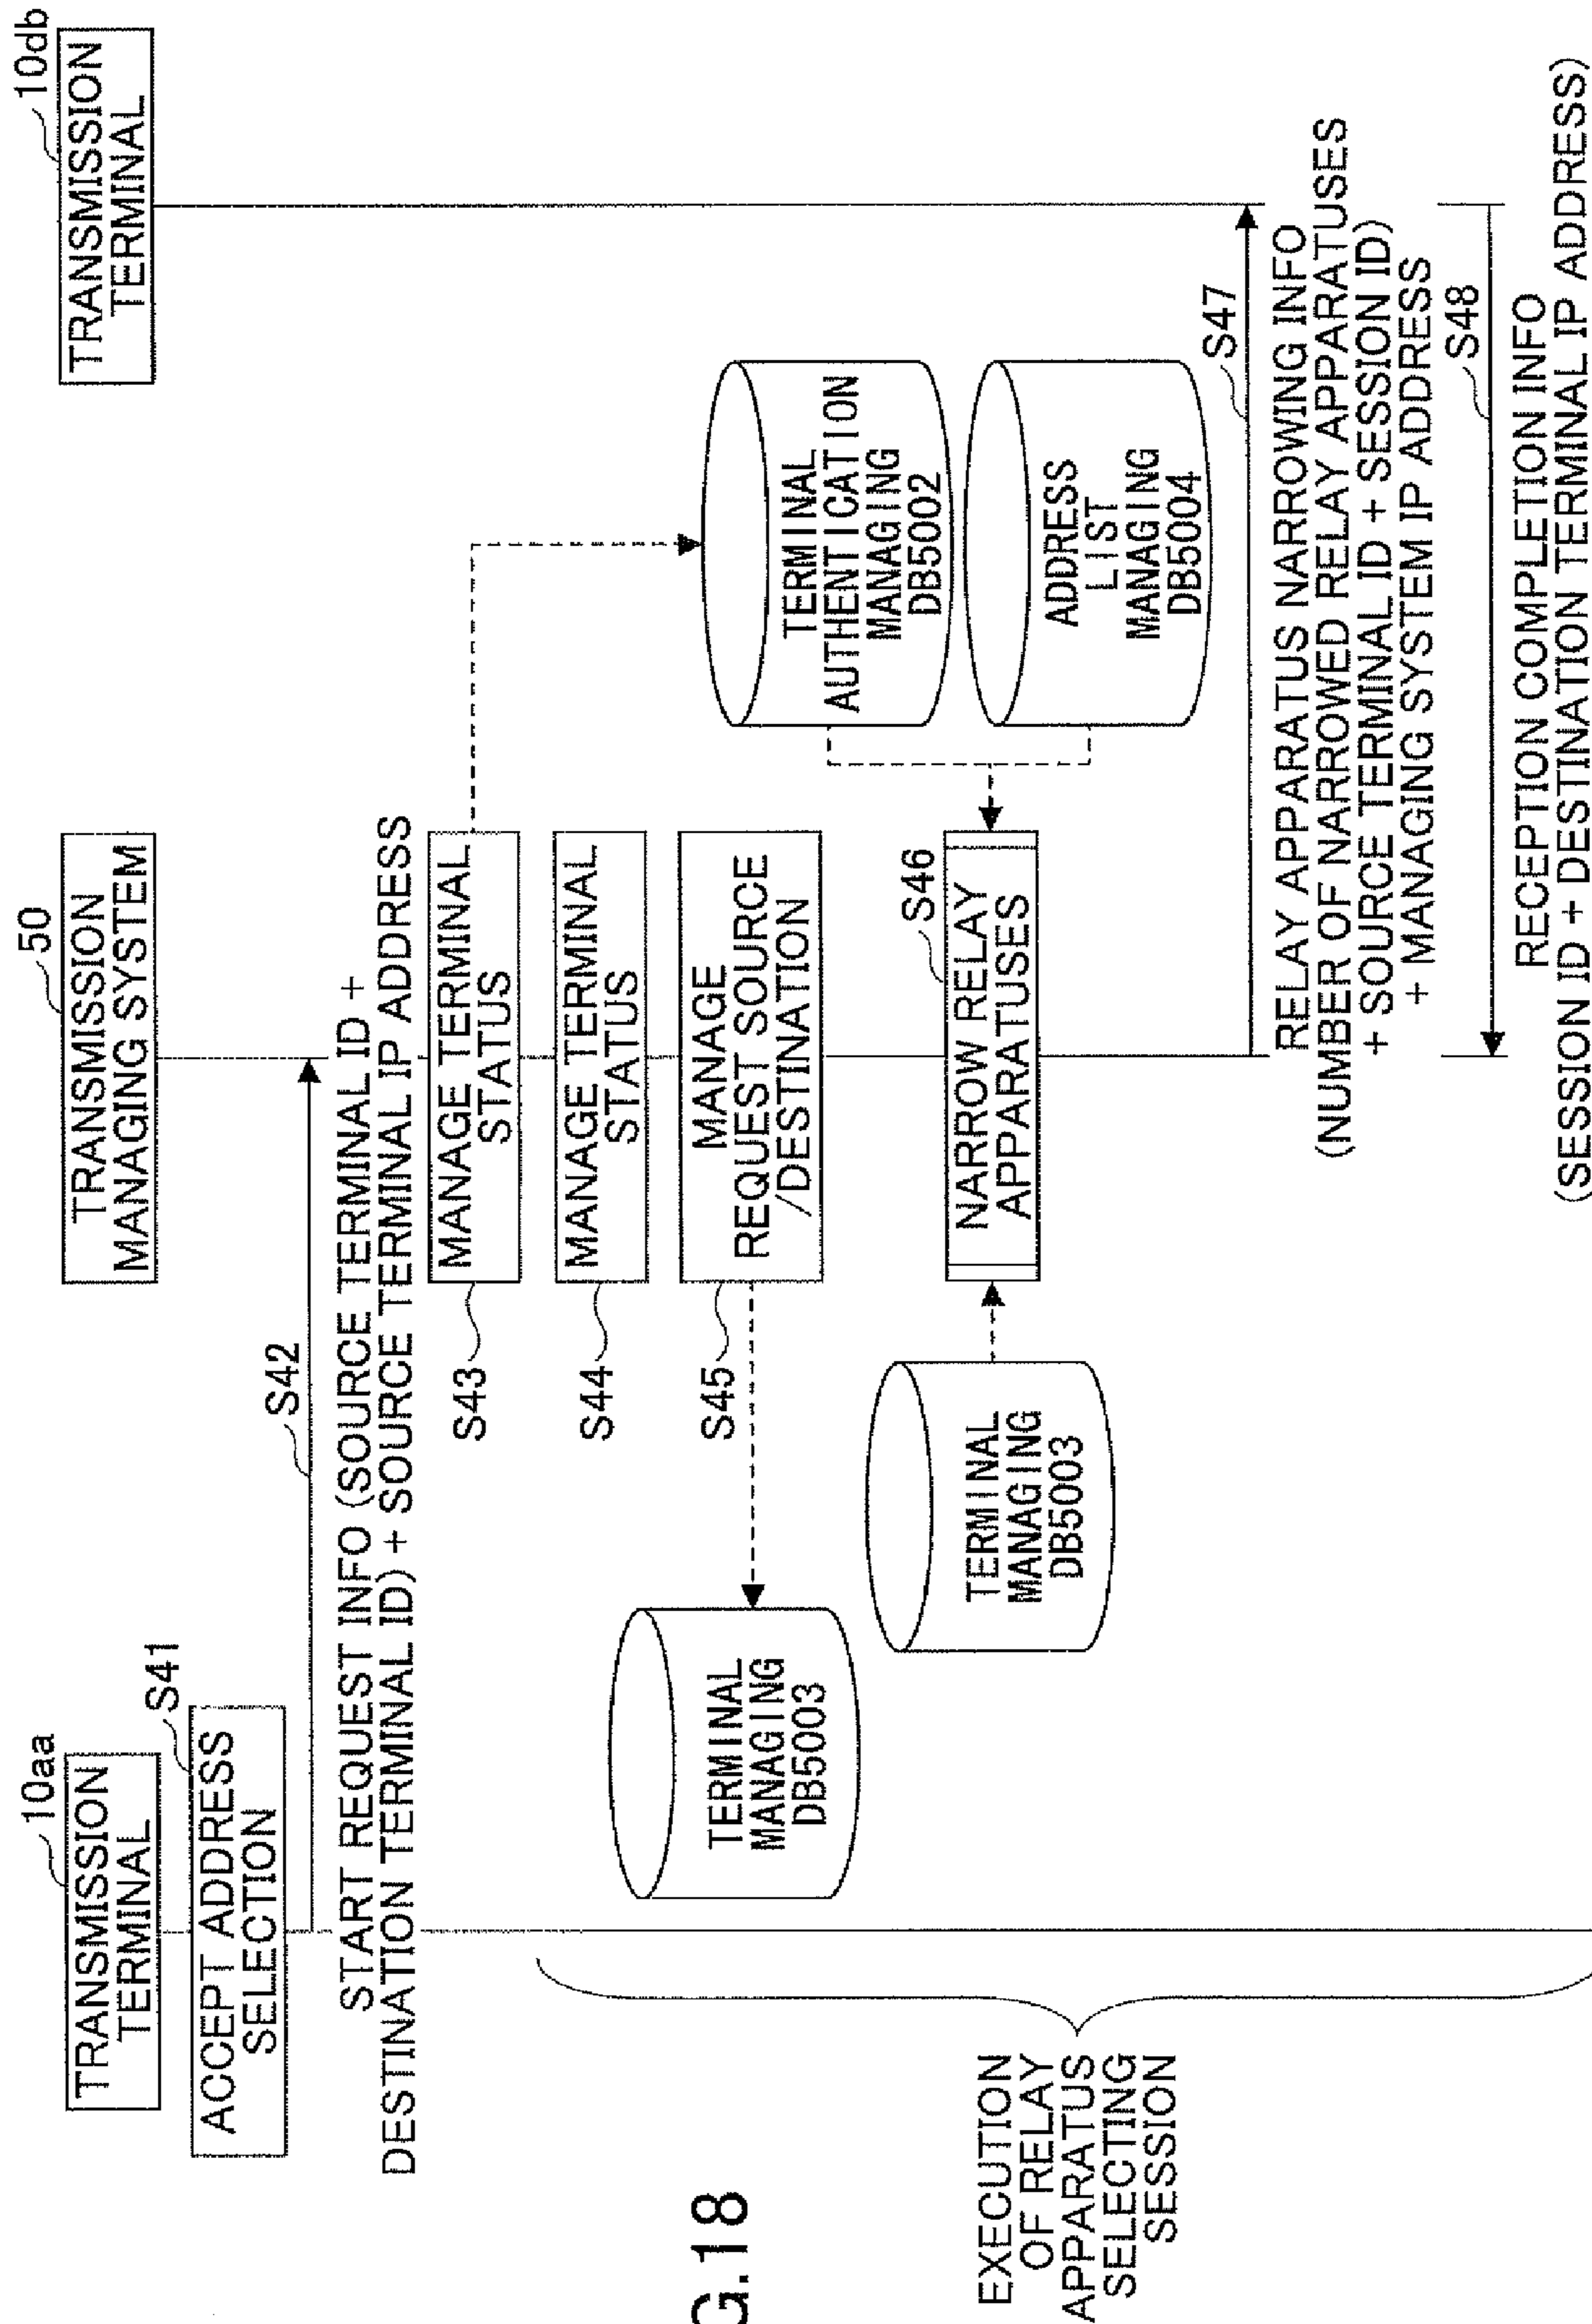 G.18
10aa
TRANSMISSION
TERMINAL
50
TRANSMISSION
MANAGING SYSTEM
10db
TRANSMISSION
TERMINAL
S41
ACCEPT ADDRESS
SELECTION
S42
START REQUEST INFO (SOURCE TERMINAL ID +
DESTINATION TERMINAL ID) + SOURCE TERMINAL IP ADDRESS
S43
MANAGE TERMINAL
STATUS
S44
MANAGE TERMINAL
STATUS
S45
MANAGE
REQUEST SOURCE
/DESTINATION
TERMINAL
MANAGING
DB5003
TERMINAL
AUTHENTICATION
MANAGING
DB5002
TERMINAL
MANAGING
DB5003
S46
NARROW RELAY
APPARATUSES
ADDRESS
LIST
MANAGING
DB5004
EXECUTION
OF RELAY
APPARATUS
SELECTING
SESSION
S47
RELAY APPARATUS NARROWING INFO
(NUMBER OF NARROWED RELAY APPARATUSES
+ SOURCE TERMINAL ID + SESSION ID)
+ MANAGING SYSTEM IP ADDRESS
S48
RECEPTION COMPLETION INFO
(SESSION ID + DESTINATION TERMINAL IP ADDRESS)